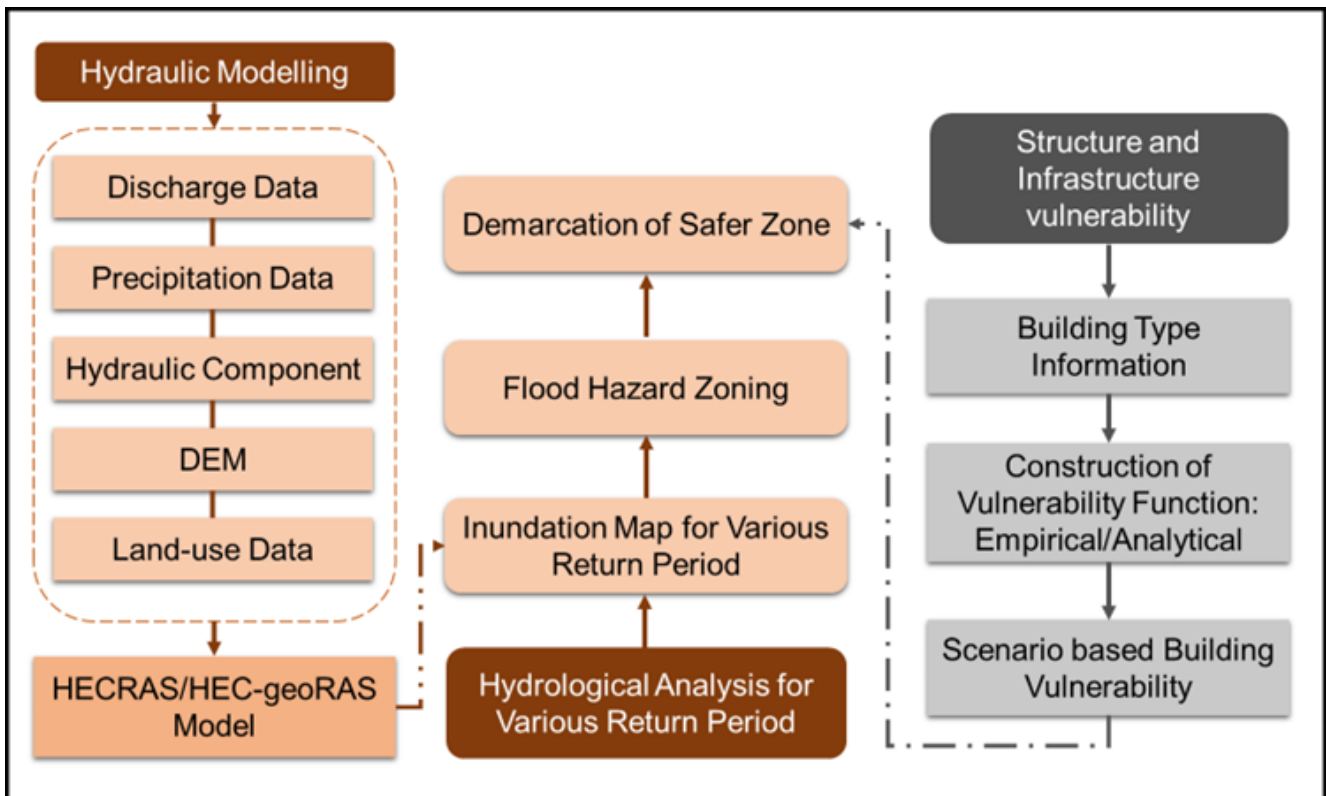 Hydraulic Modelling
Discharge Data
Precipitation Data
Hydraulic Component
DEM
Land-use Data
HECRAS/HEC-geoRAS
Model
Demarcation of Safer Zone
Flood Hazard Zoning
Inundation Map for Various
Return Period
Hydrological Analysis for
Various Return Period
Structure and
Infrastructure
vulnerability
Building Type
Information
Construction of
Vulnerability Function:
Empirical/Analytical
Scenario based Building
Vulnerability